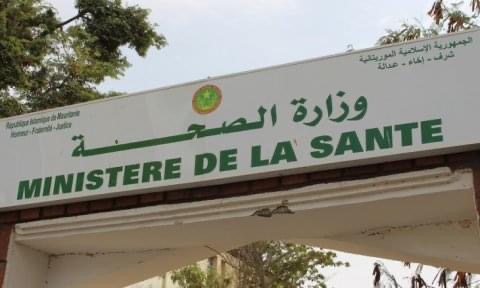 الجمهورية الإسلامية الموريتانية
شرف - إخاء - عدالة
République Islamique de Mauritanie
Honneur-Fraternité-Justice
وزارة الصحة
MINISTERE DE LA SANTE